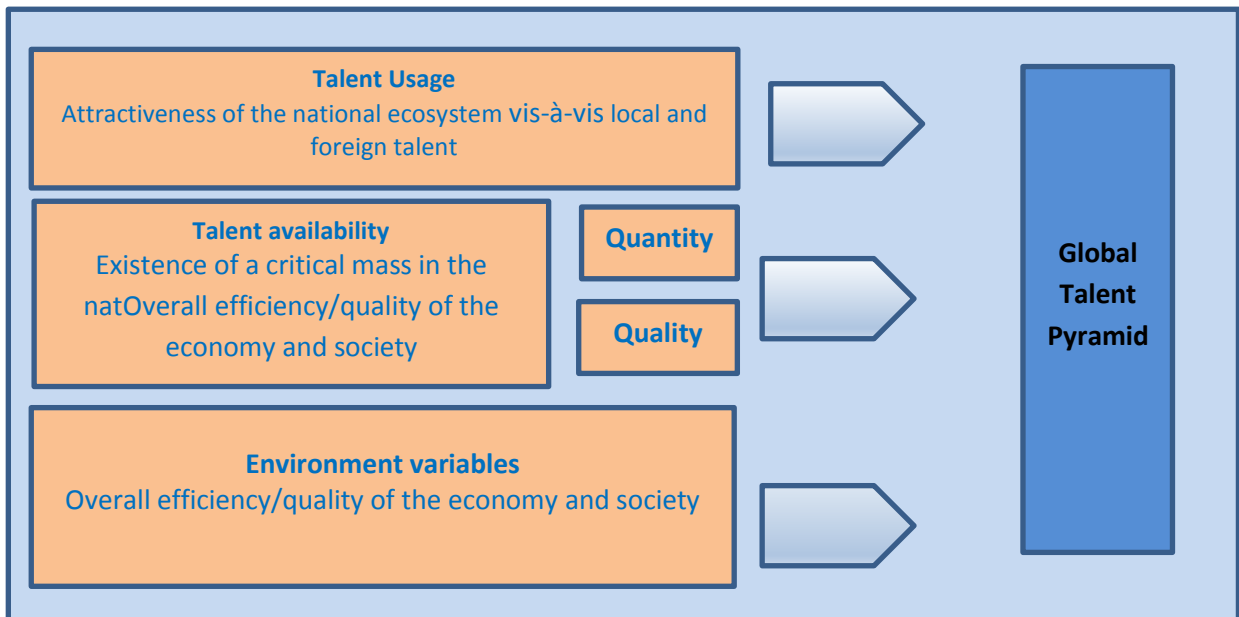 Talent Usage
Attractiveness of the national ecosystem vis-à-vis local and
foreign talent
Talent availability
Existence of a critical mass in the
natOverall efficiency/quality of the
economy and society
Quantity
Quality
Environment variables
Overall efficiency/quality of the economy and society
Global
Talent
Pyramid